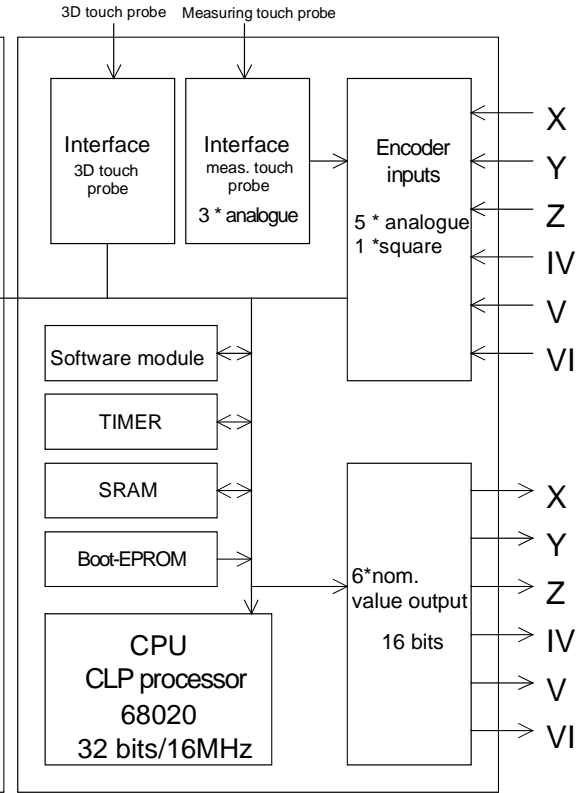 3D touch probe
Measuring touch probe
Interface
3D touch
probe
Interface
meas. touch
probe
3 * analogue
Encoder
inputs
5 * analogue
1 *square
X
Y
Z
IV
V
VI
Software module
TIMER
SRAM
Boot-EPROM
CPU
CLP processor
68020
32 bits/16MHz
6*nom.
value output
16 bits
X
Y
Z
IV
V
VI